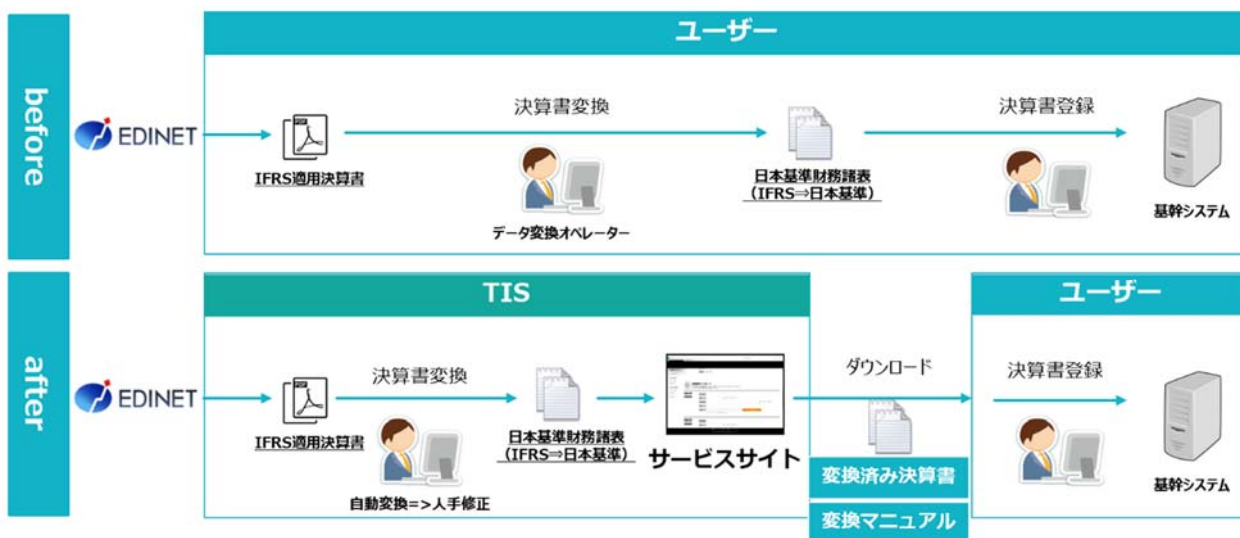 before
ユーザー
EDINET
PDF
IFRS適用決算書
決算書変換
データ変換オペレーター
日本基準財務諸表
(IFRS⇒日本基準)
決算書登録
基幹システム
after
TIS
EDINET
PDF
IFRS適用決算書
決算書変換
自動変換=>人手修正
日本基準財務諸表
(IFRS⇒日本基準)
サービスサイト
ダウンロード
変換済み決算書
変換マニュアル
ユーザー
決算書登録
基幹システム